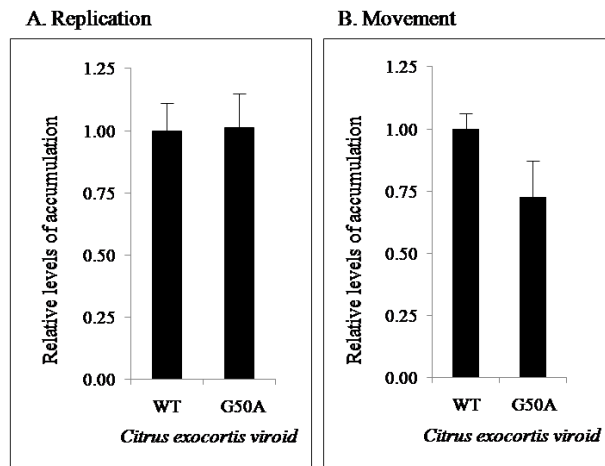 A. Replication
Relative levels of accumulation
1.25
1.00
0.75
0.50
0.25
0.00
WT G50A
Citrus exocortis viroid
B. Movement
Relative levels of accumulation
1.25
1.00
0.75
0.50
0.25
0.00
WT G50A
Citrus exocortis viroid